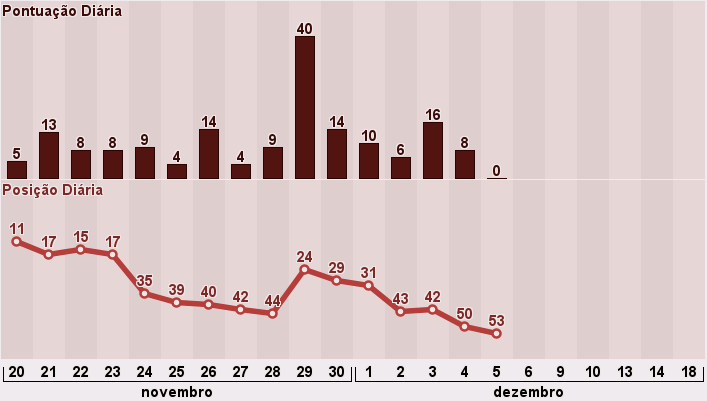 Pontuação Diária
5 13 8 8 9 4 14 4 9 40 14 10 6 16 8 0
Posição Diária
11 17 15 17 35 39 40 42 44 24 29 31 43 42 50 53
20 21 22 23 24 25 26 27 28 29 30 1 2 3 4 5 6 9 10 13 14 18
novembro dezembro